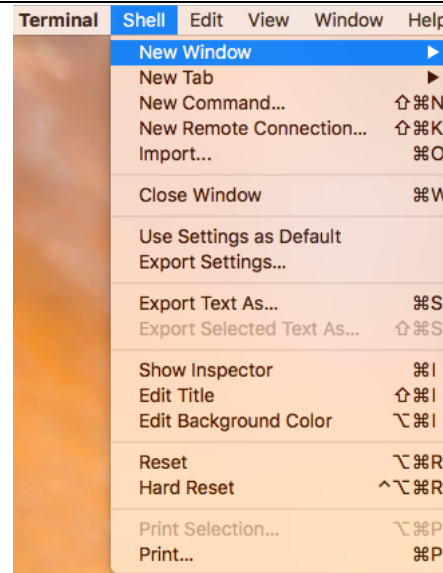 Terminal Shell Edit View Window Help
New Window ▶
New Tab ▶
New Command... ⇧⌘N
New Remote Connection... ⇧⌘K
Import... ⌘O
Close Window ⌘W
Use Settings as Default
Export Settings...
Export Text As... ⌘S
Export Selected Text As... ⇧⌘S
Show Inspector ⌘I
Edit Title ⇧⌘I
Edit Background Color ⌥⌘I
Reset ⌥⌘R
Hard Reset ^⌥⌘R
Print Selection... ⌥⌘P
Print... ⌘P